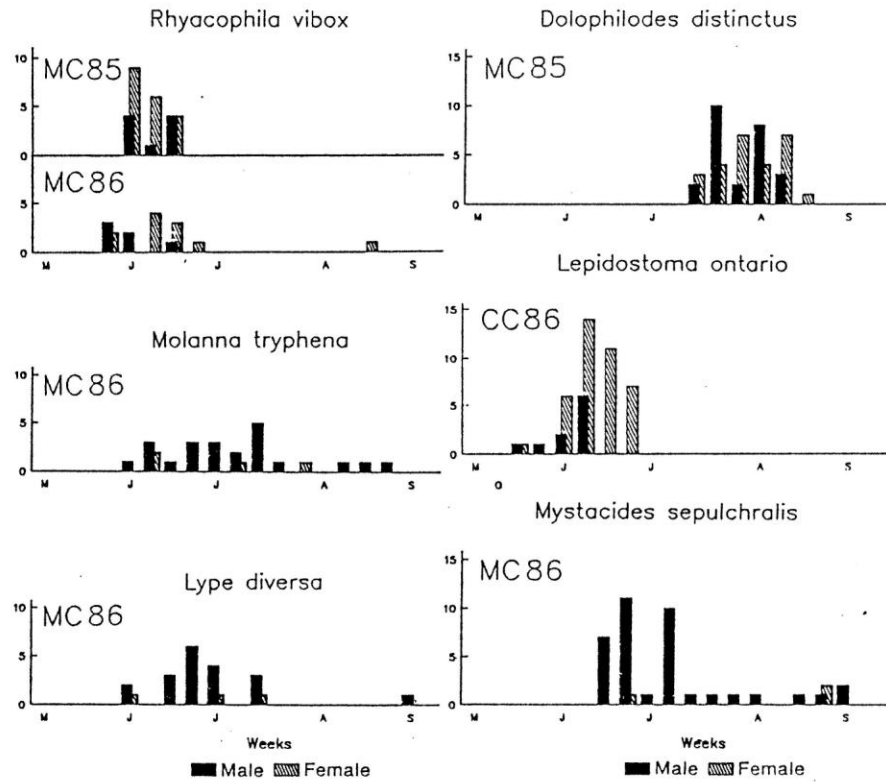 Rhyacophila vibox
10
MC85
5
0
MC86
5
0
M J J A S
Molanna tryphena
10
MC86
5
0
M J J A S
Lype diversa
10
MC86
5
0
M J J A S
Weeks
Male Female
Dolophilodes distinctus
15
MC85
10
5
0
M J J A S
Lepidostoma ontario
15
CC86
10
5
0
M J J A S
O
Mystacides sepulchralis
15
MC86
10
5
0
M J J A S
Weeks
Male Female